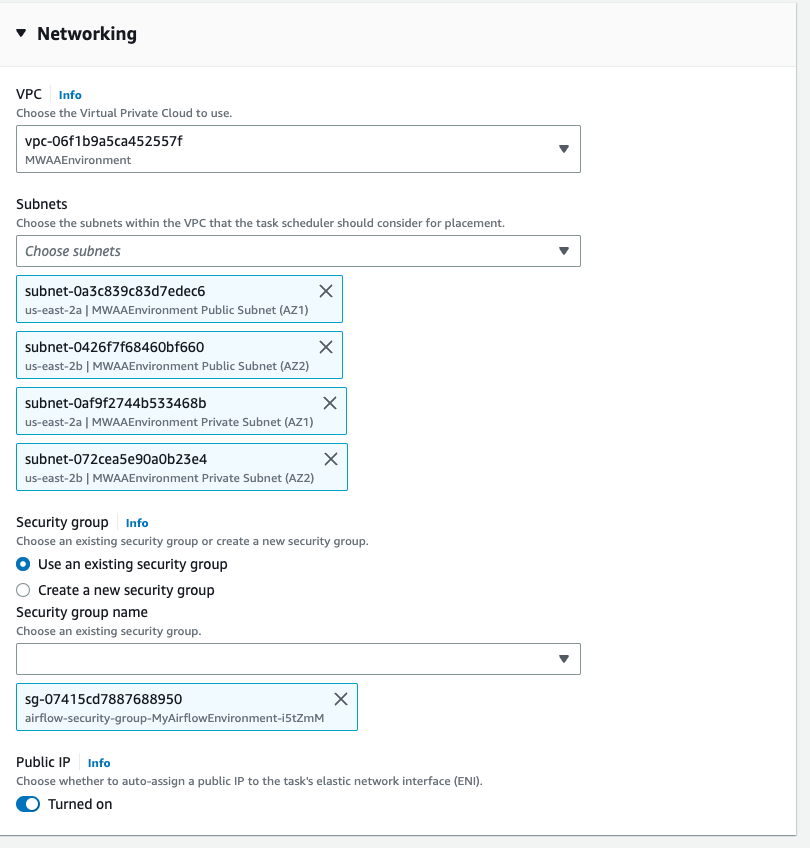 Networking
VPC Info
Choose the Virtual Private Cloud to use.
vpc-06f1b9a5ca452557f
MWAAEnvironment
Subnets
Choose the subnets within the VPC that the task scheduler should consider for placement.
Choose subnets
subnet-0a3c839c83d7edec6
us-east-2a | MWAAEnvironment Public Subnet (AZ1)
subnet-0426f7f68460bf660
us-east-2b | MWAAEnvironment Public Subnet (AZ2)
subnet-0af9f2744b533468b
us-east-2a | MWAAEnvironment Private Subnet (AZ1)
subnet-072cea5e90a0b23e4
us-east-2b | MWAAEnvironment Private Subnet (AZ2)
Security group Info
Choose an existing security group or create a new security group.
Use an existing security group
Create a new security group
Security group name
Choose an existing security group.
sg-07415cd7887688950
airflow-security-group-MyAirflowEnvironment-i5tZmM
Public IP Info
Choose whether to auto-assign a public IP to the task's elastic network interface (ENI).
Turned on